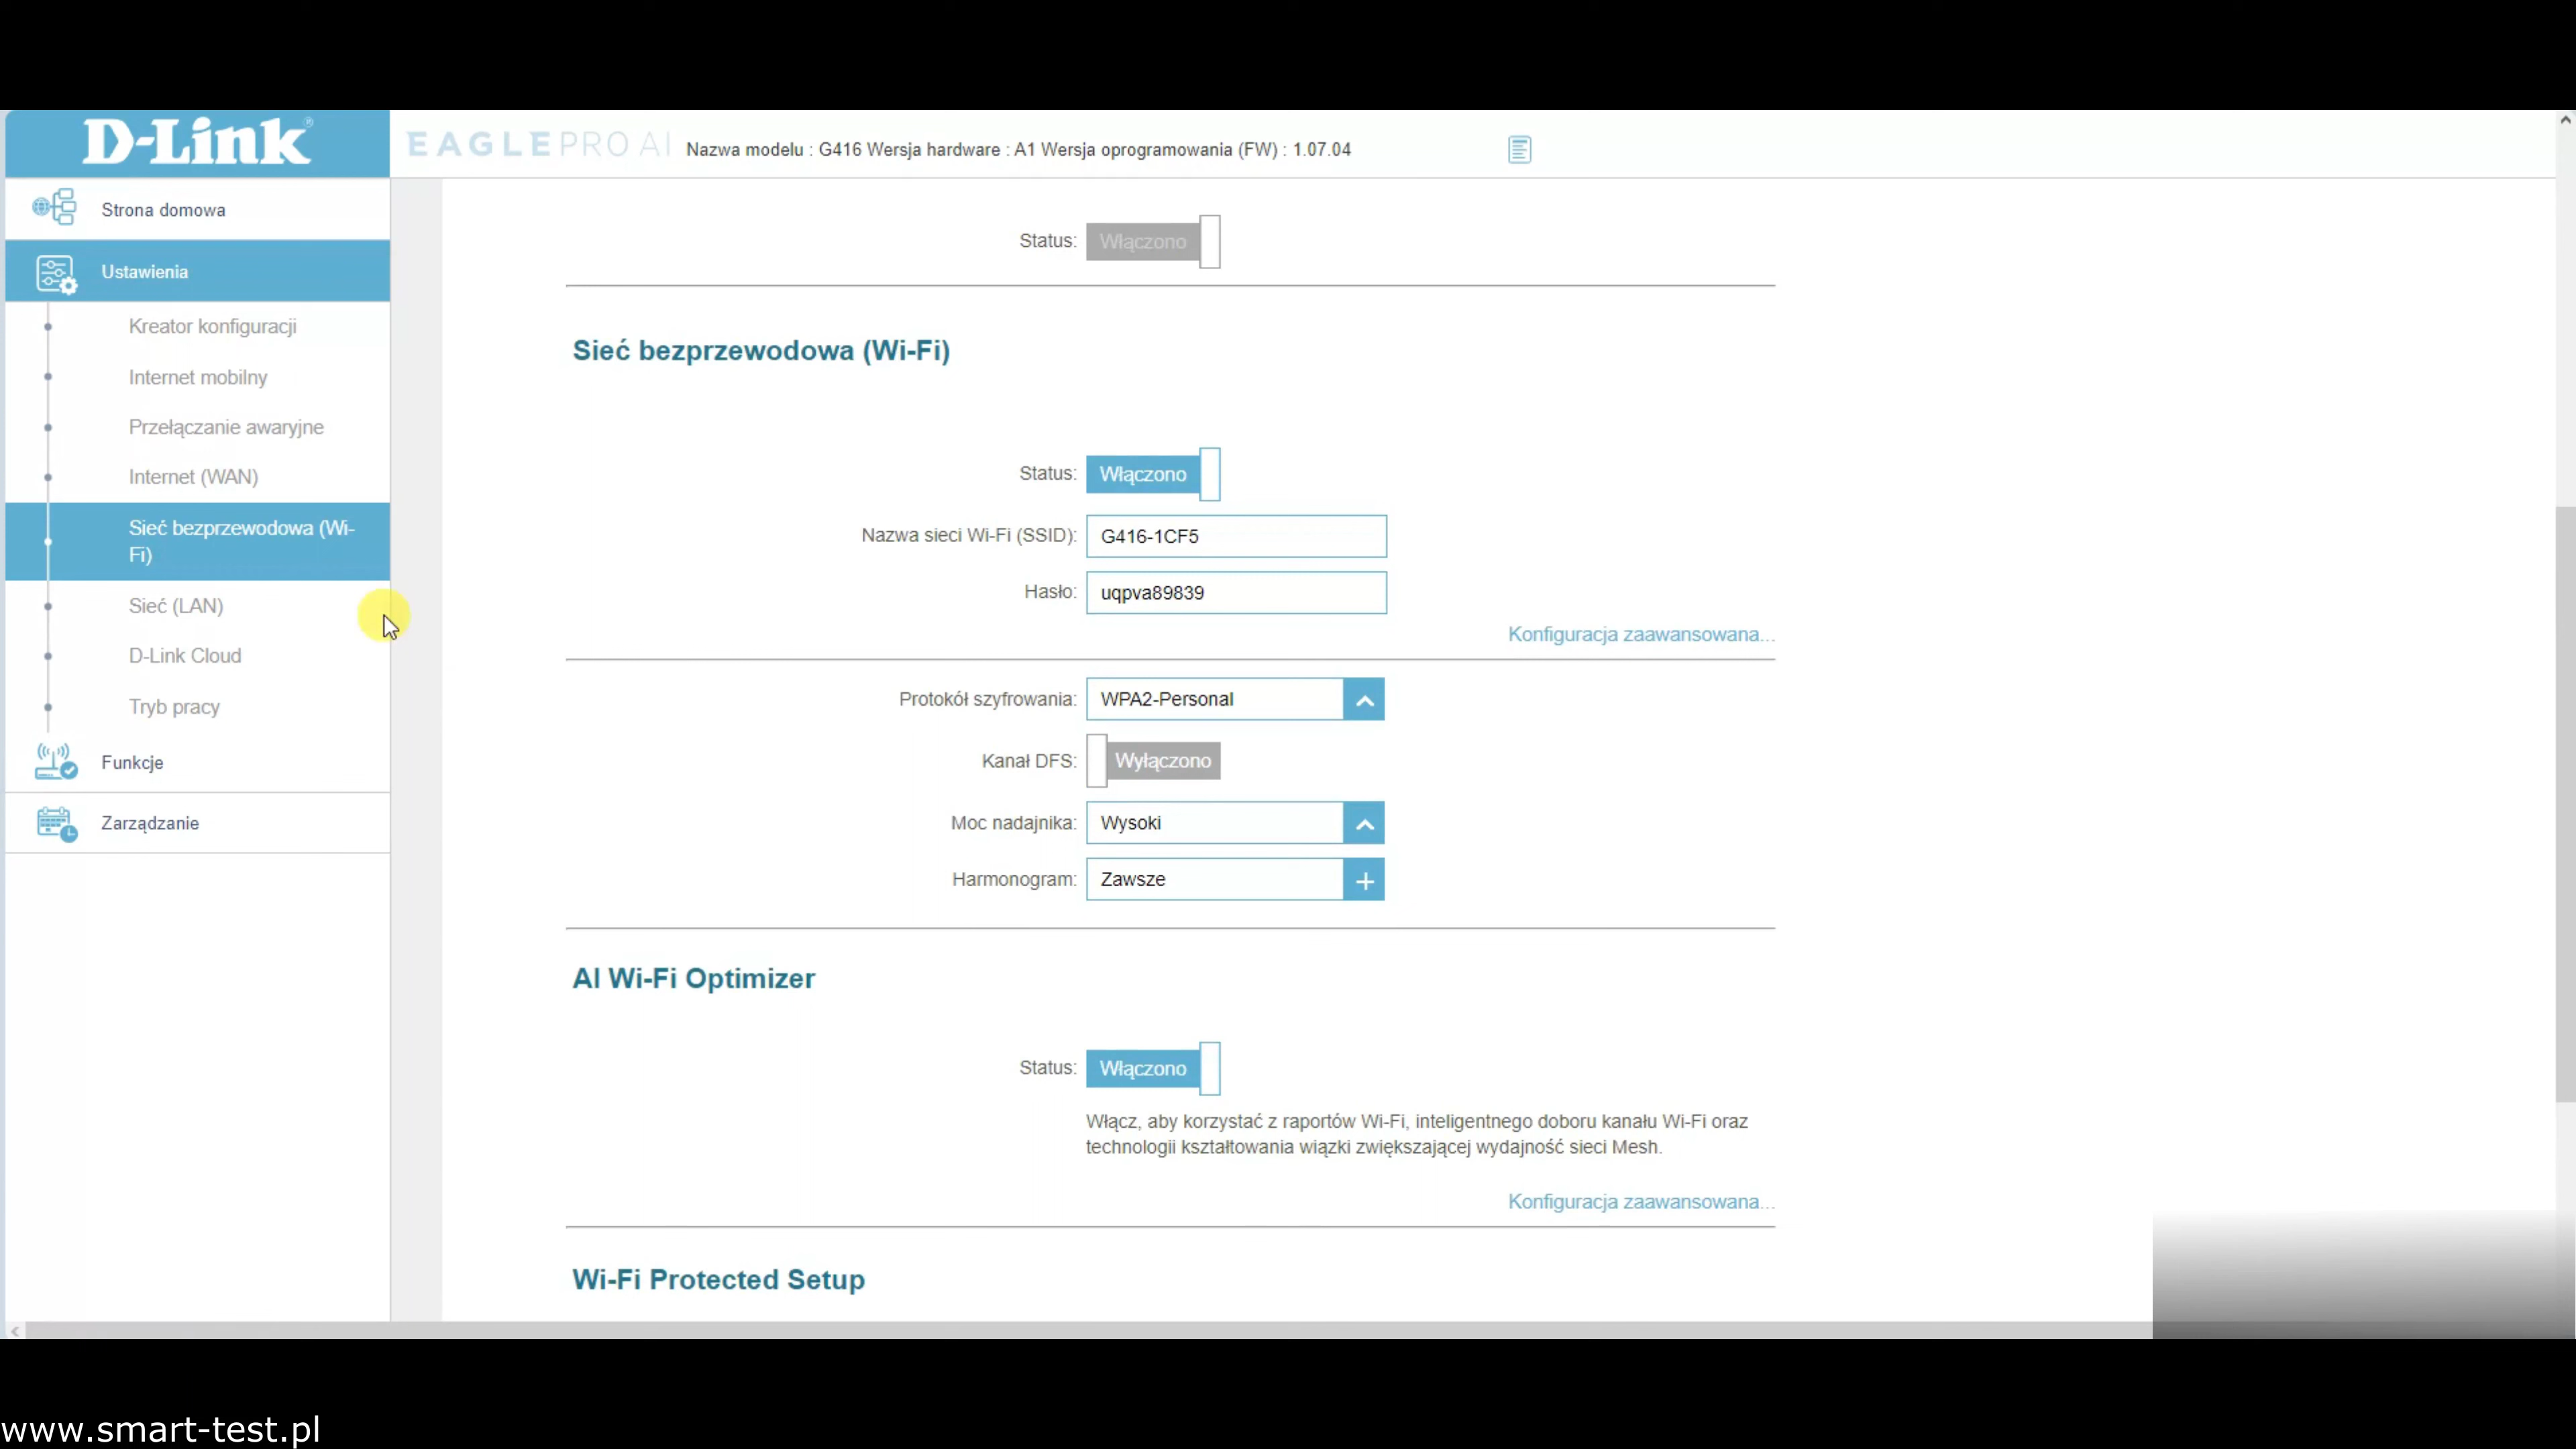 D-Link®
EAGLE PRO AI
Nazwa modelu : G416 Wersja hardware : A1 Wersja oprogramowania (FW) : 1.07.04
Strona domowa
Ustawienia
Kreator konfiguracji
Internet mobilny
Przełączanie awaryjne
Internet (WAN)
Sieć bezprzewodowa (Wi-
Fi)
Sieć (LAN)
D-Link Cloud
Tryb pracy
Funkcje
Zarządzanie
Status: Włączono
Sieć bezprzewodowa (Wi-Fi)
Status: Włączono
Nazwa sieci Wi-Fi (SSID): G416-1CF5
Hasło: uqpva89839
Konfiguracja zaawansowana...
Protokół szyfrowania: WPA2-Personal
Kanał DFS: Wyłączono
Moc nadajnika: Wysoki
Harmonogram: Zawsze
AI Wi-Fi Optimizer
Status: Włączono
Włącz, aby korzystać z raportów Wi-Fi, inteligentnego doboru kanału Wi-Fi oraz
technologii kształtowania wiązki zwiększającej wydajność sieci Mesh.
Konfiguracja zaawansowana...
Wi-Fi Protected Setup
www.smart-test.pl